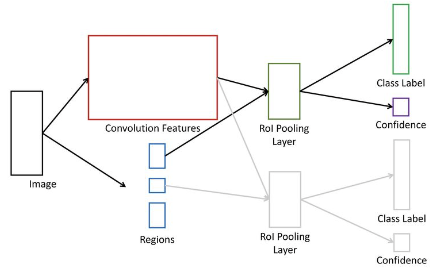 Class Label
Convolution Features
RoI Pooling
Layer
Confidence
Image
Regions
RoI Pooling
Layer
Class Label
Confidence